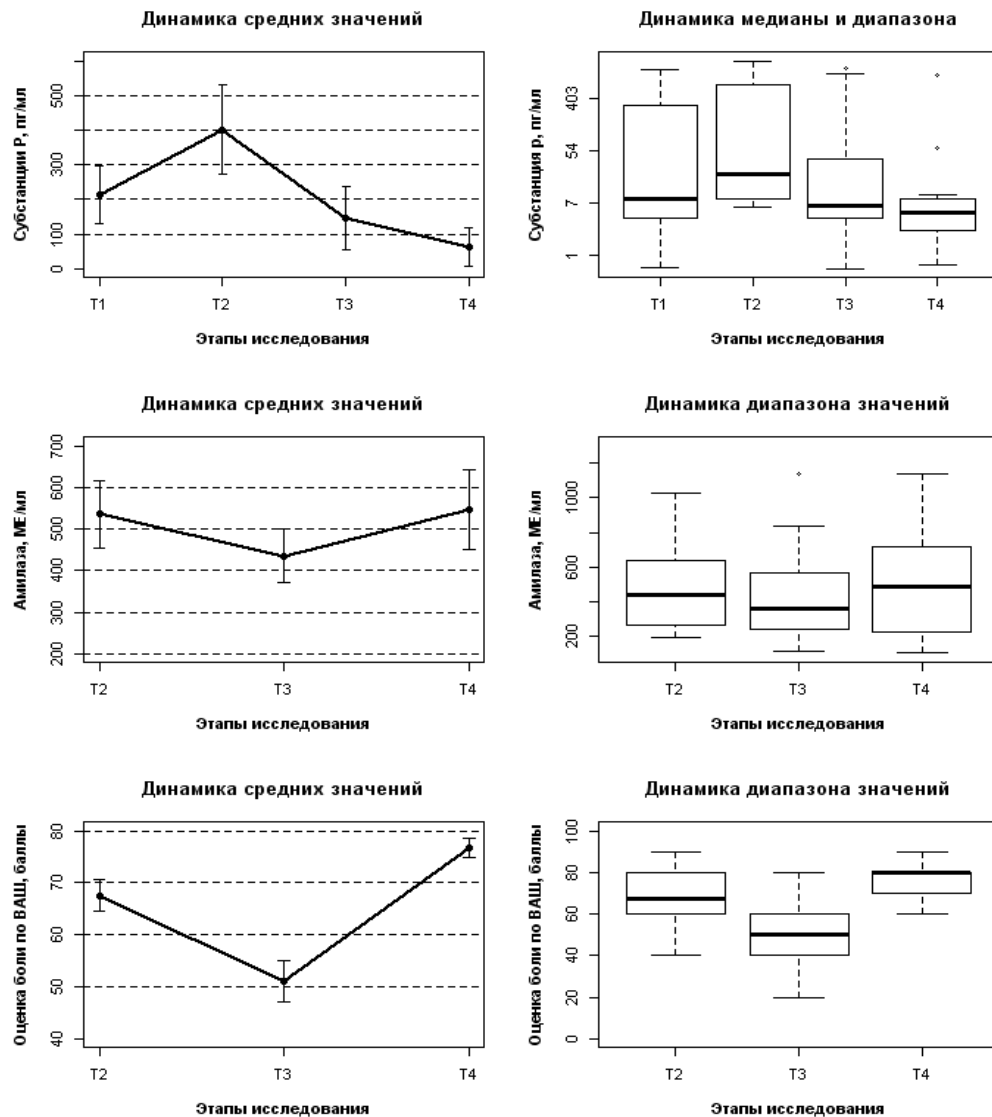 Динамика средних значений
Субстанции Р, пг/мл
500
300
100
0
T1 T2 T3 T4
Этапы исследования
Динамика медианы и диапазона
Субстанция р, пг/мл
403
54
7
1
T1 T2 T3 T4
Этапы исследования
Динамика средних значений
Амилаза, МЕ/мл
700
600
500
400
300
200
T2 T3 T4
Этапы исследования
Динамика диапазона значений
Амилаза, МЕ/мл
1000
600
200
T2 T3 T4
Этапы исследования
Динамика средних значений
Оценка боли по ВАШ, баллы
80
70
60
50
40
T2 T3 T4
Этапы исследования
Динамика диапазона значений
Оценка боли по ВАШ, баллы
100
80
60
40
20
0
T2 T3 T4
Этапы исследования